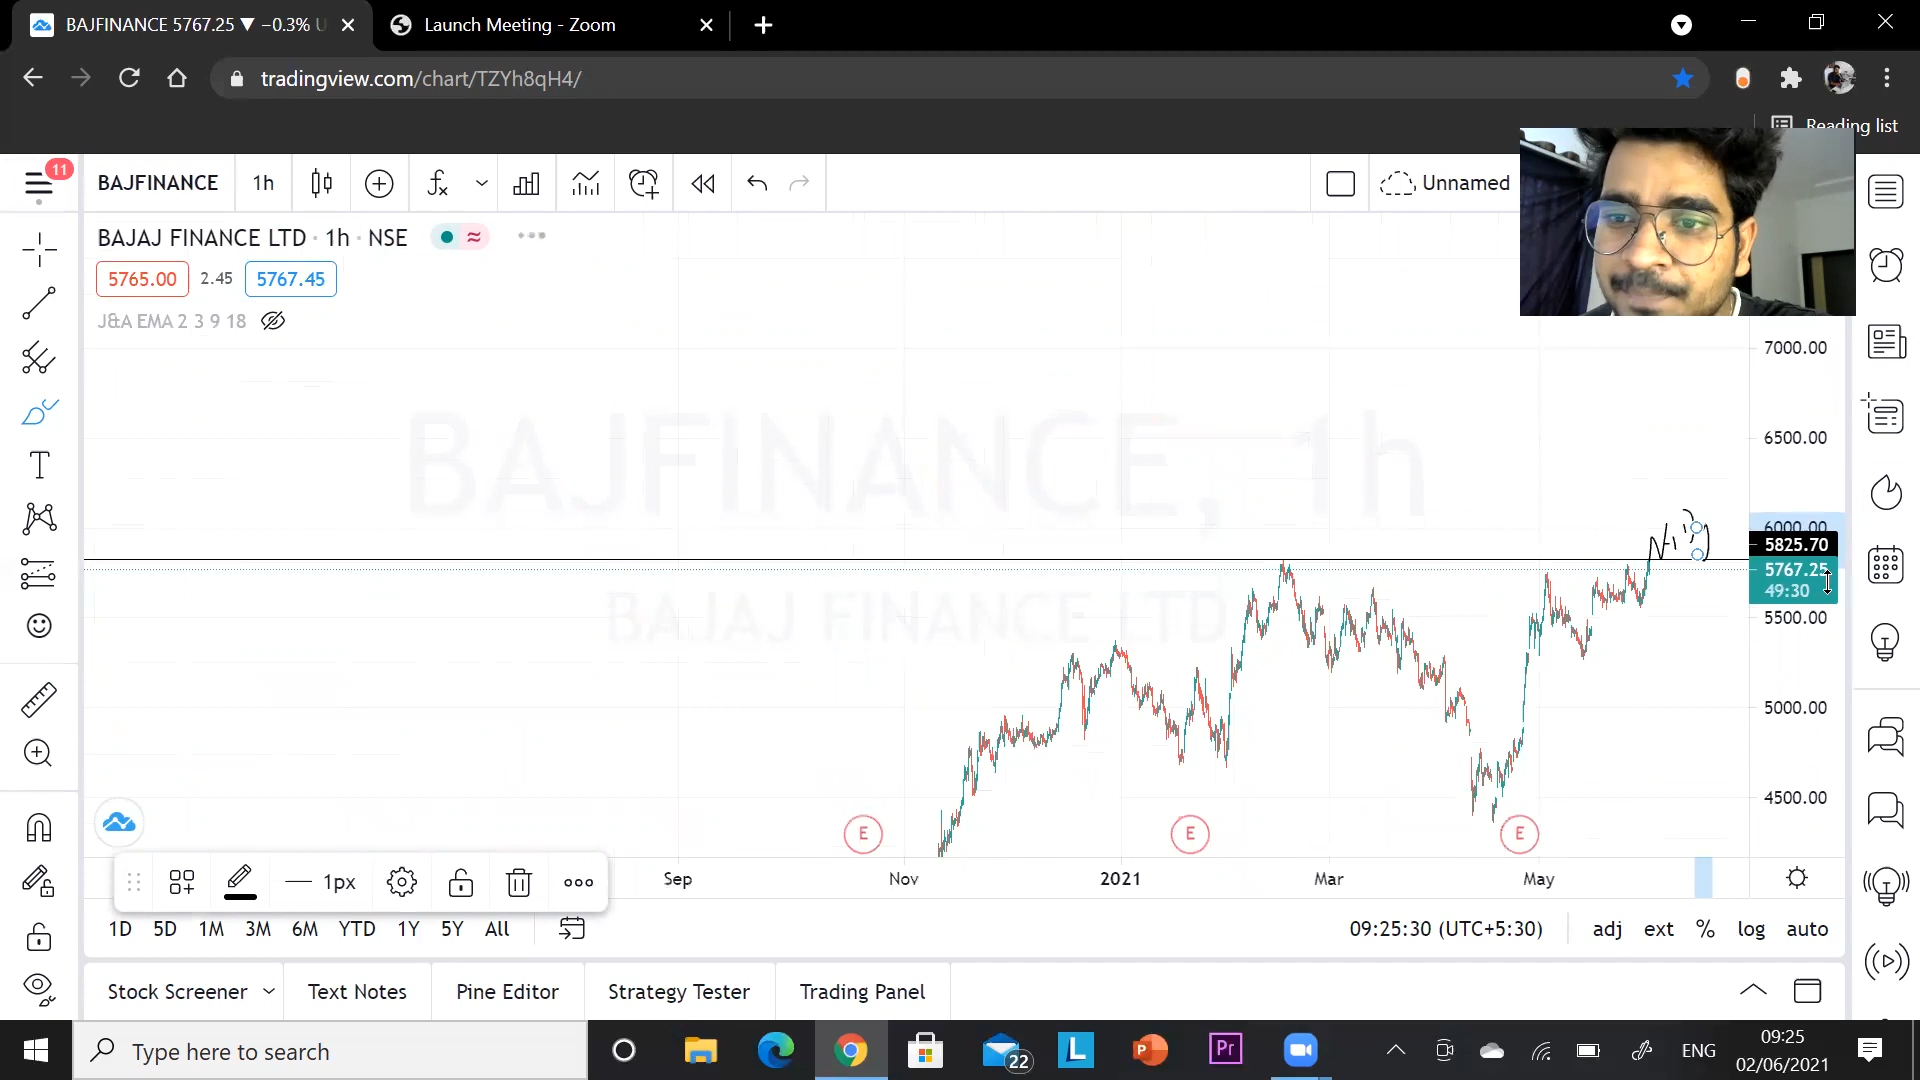 BAJFINANCE 5767.25 ▼ −0.3% U
Launch Meeting - Zoom
tradingview.com/chart/TZYh8qH4/
Reading list
11
BAJFINANCE
1h
Unnamed
BAJAJ FINANCE LTD · 1h · NSE
5765.00
2.45
5767.45
J&A EMA 2 3 9 18
BAJFINANCE, 1h
BAJAJ FINANCE LTD
7000.00
6500.00
6000.00
5825.70
5767.25
49:30
5500.00
5000.00
4500.00
E
E
E
1px
Sep
Nov
2021
Mar
May
1D 5D 1M 3M 6M YTD 1Y 5Y All
09:25:30 (UTC+5:30)
adj ext % log auto
Stock Screener
Text Notes
Pine Editor
Strategy Tester
Trading Panel
Type here to search
22
L
P
Pr
ENG
09:25
02/06/2021